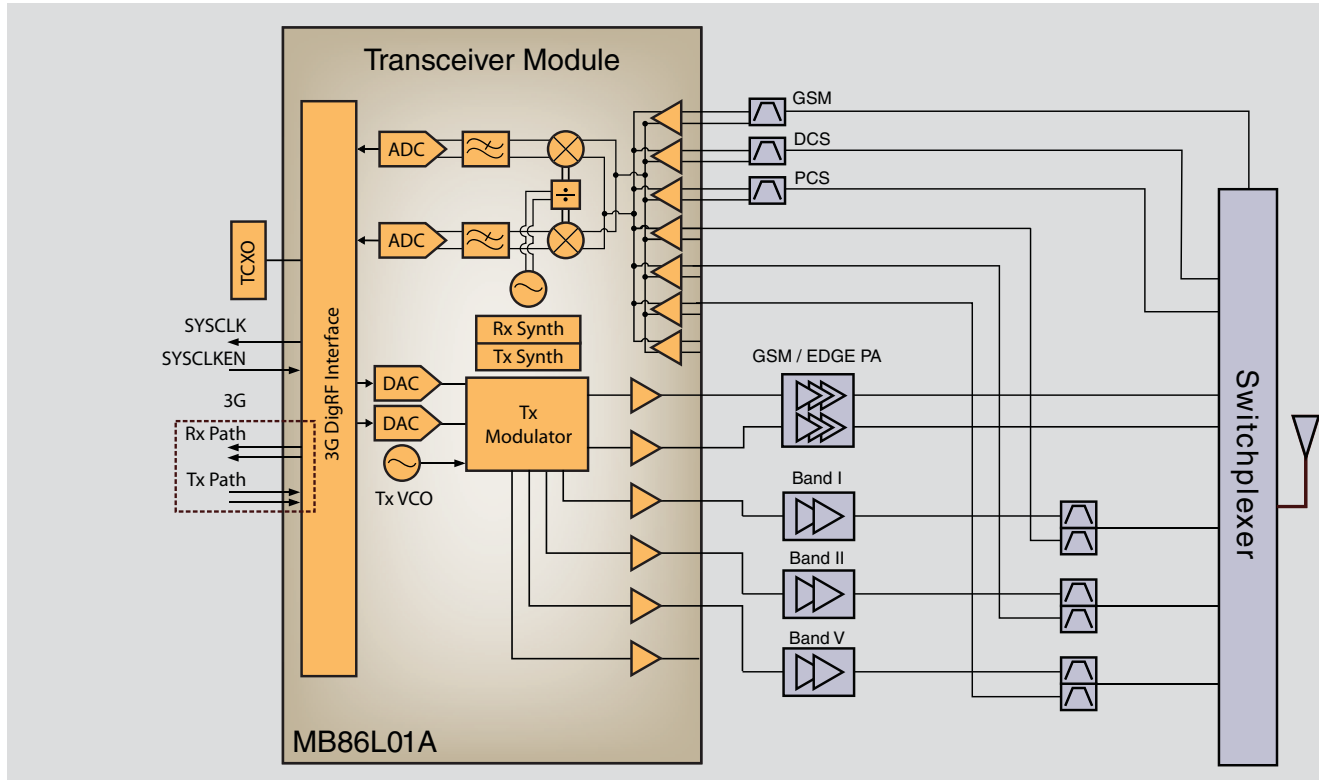 Transceiver Module
GSM
DCS
PCS
ADC
ADC
TCXO
3G DigRF Interface
SYSCLK
SYSCLKEN
3G
Rx Path
Tx Path
Rx Synth
Tx Synth
DAC
DAC
Tx
Modulator
Tx VCO
GSM / EDGE PA
Band I
Band II
Band V
Switchplexer
MB86L01A